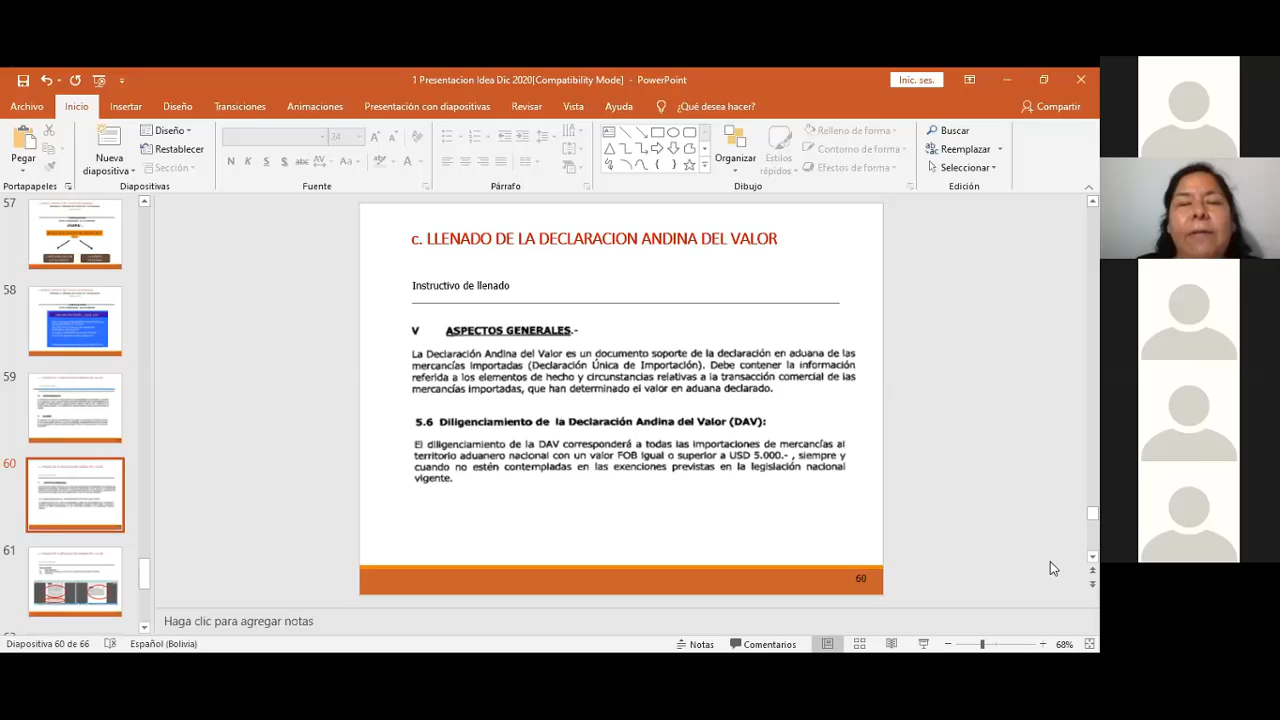 1 Presentacion Idea Dic 2020[Compatibility Mode] - PowerPoint
Inic. ses.
Archivo Inicio Insertar Diseño Transiciones Animaciones Presentación con diapositivas Revisar Vista Ayuda ¿Qué desea hacer? Compartir
Pegar
Nueva diapositiva
Diseño
Restablecer
Sección
24
N K S S abc AV Aa A
Organizar
Estilos rápidos
Relleno de forma
Contorno de forma
Efectos de forma
Buscar
Reemplazar
Seleccionar
Portapapeles Diapositivas Fuente Párrafo Dibujo Edición
57
58
59
60
61
c. LLENADO DE LA DECLARACION ANDINA DEL VALOR
Instructivo de llenado
V ASPECTOS GENERALES.-
La Declaración Andina del Valor es un documento soporte de la declaración en aduana de las
mercancías importadas (Declaración Única de Importación). Debe contener la información
referida a los elementos de hecho y circunstancias relativas a la transacción comercial de las
mercancías importadas, que han determinado el valor en aduana declarado.
5.6 Diligenciamiento de la Declaración Andina del Valor (DAV):
El diligenciamiento de la DAV corresponderá a todas las importaciones de mercancías al
territorio aduanero nacional con un valor FOB igual o superior a USD 5.000.- , siempre y
cuando no estén contempladas en las exenciones previstas en la legislación nacional
vigente.
60
Haga clic para agregar notas
Diapositiva 60 de 66 Español (Bolivia) Notas Comentarios 68%